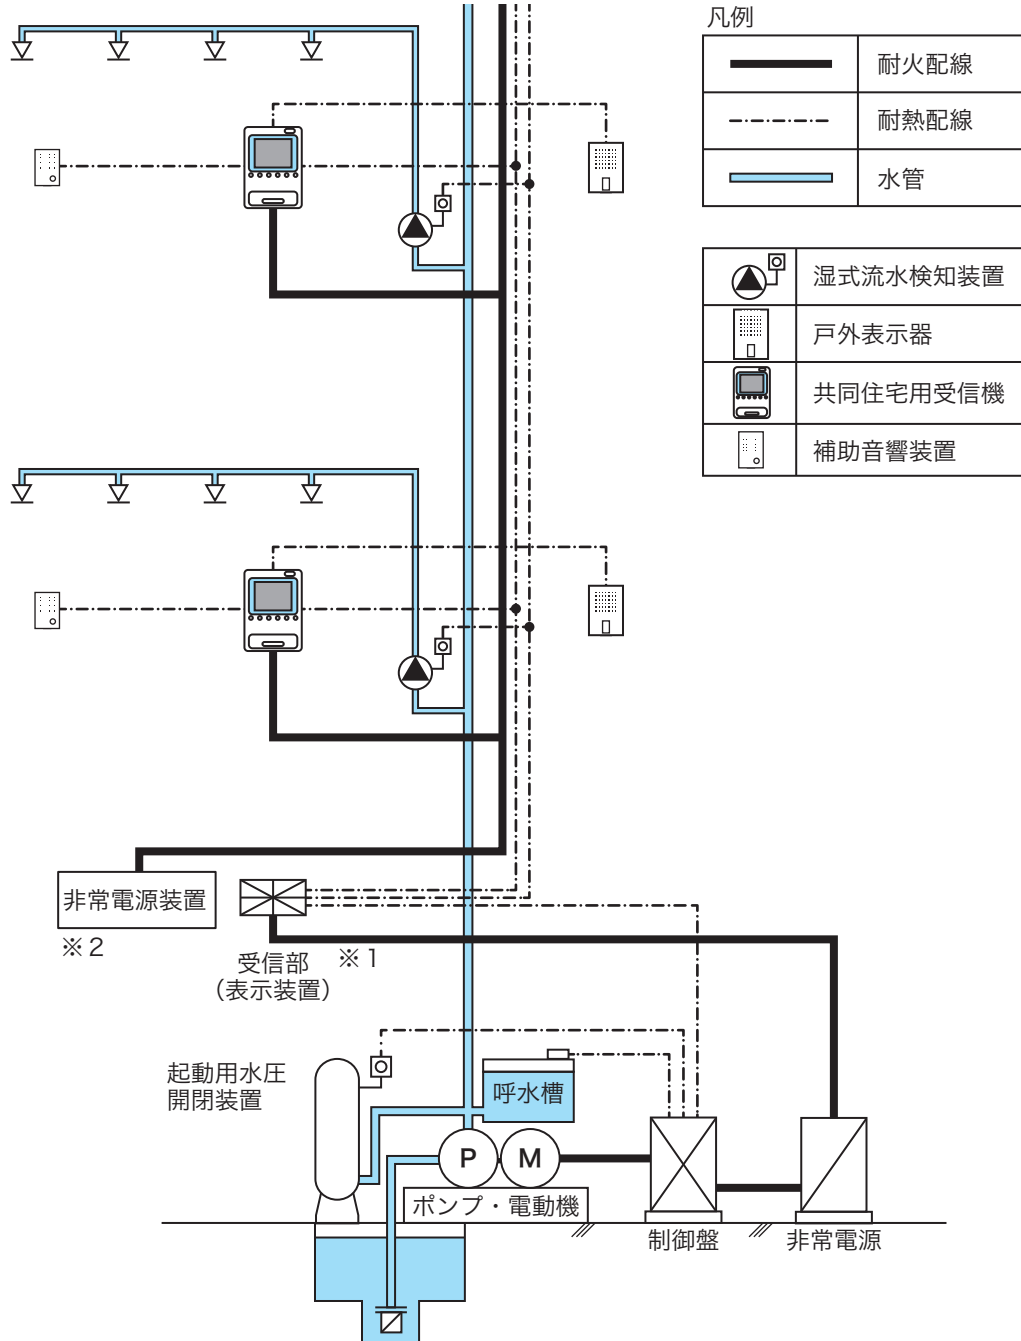 凡例
耐火配線
耐熱配線
水管
湿式流水検知装置
戸外表示器
共同住宅用受信機
補助音響装置
非常電源装置
※2
受信部
(表示装置)
※1
起動用水圧
開閉装置
呼水槽
P
M
ポンプ・電動機
制御盤
非常電源